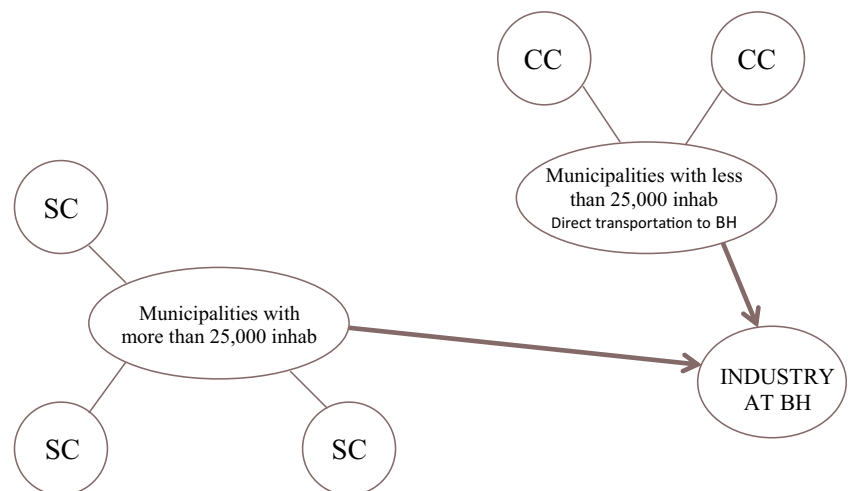 CC
CC
Municipalities with less
than 25,000 inhab
Direct transportation to BH
SC
Municipalities with
more than 25,000 inhab
INDUSTRY
AT BH
SC
SC